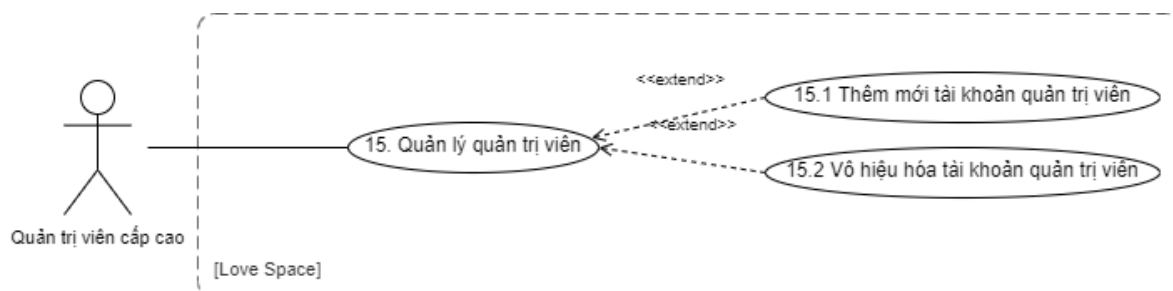 <<extend>>
15.1 Thêm mới tài khoản quản trị viên
<<extend>>
15. Quản lý quản trị viên
15.2 Vô hiệu hóa tài khoản quản trị viên
Quản trị viên cấp cao
[Love Space]